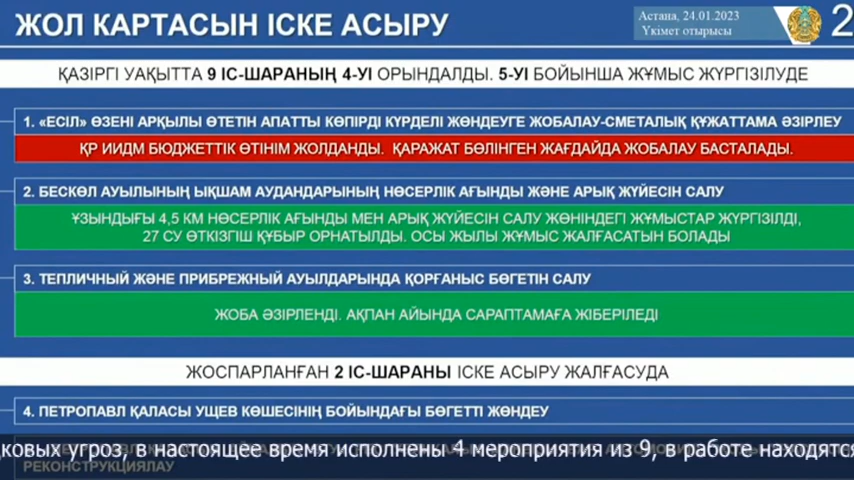 ЖОЛ КАРТАСЫН ІСКЕ АСЫРУ
Астана, 24.01.2023
Үкімет отырысы
2
ҚАЗІРГІ УАҚЫТТА 9 ІС-ШАРАНЫҢ 4-УІ ОРЫНДАЛДЫ. 5-УІ БОЙЫНША ЖҰМЫС ЖҮРГІЗІЛУДЕ
1. «ЕСІЛ» ӨЗЕНІ АРҚЫЛЫ ӨТЕТІН АПАТТЫ КӨПІРДІ КҮРДЕЛІ ЖӨНДЕУГЕ ЖОБАЛАУ-СМЕТАЛЫҚ ҚҰЖАТТАМА ӘЗІРЛЕУ
ҚР ИИДМ БЮДЖЕТТІК ӨТІНІМ ЖОЛДАНДЫ. ҚАРАЖАТ БӨЛІНГЕН ЖАҒДАЙДА ЖОБАЛАУ БАСТАЛАДЫ.
2. БЕСКӨЛ АУЫЛЫНЫҢ ЫҚШАМ АУДАНДАРЫНЫҢ НӨСЕРЛІК АҒЫНДЫ ЖӘНЕ АРЫҚ ЖҮЙЕСІН САЛУ
ҰЗЫНДЫҒЫ 4,5 КМ НӨСЕРЛІК АҒЫНДЫ МЕН АРЫҚ ЖҮЙЕСІН САЛУ ЖӨНІНДЕГІ ЖҰМЫСТАР ЖҮРГІЗІЛДІ,
27 СУ ӨТКІЗГІШ ҚҰБЫР ОРНАТЫЛДЫ. ОСЫ ЖЫЛЫ ЖҰМЫС ЖАЛҒАСАТЫН БОЛАДЫ
3. ТЕПЛИЧНЫЙ ЖӘНЕ ПРИБРЕЖНЫЙ АУЫЛДАРЫНДА ҚОРҒАНЫС БӨГЕТІН САЛУ
ЖОБА ӘЗІРЛЕНДІ. АҚПАН АЙЫНДА САРАПТАМАҒА ЖІБЕРІЛЕДІ
ЖОСПАРЛАНҒАН 2 ІС-ШАРАНЫ ІСКЕ АСЫРУ ЖАЛҒАСУДА
4. ПЕТРОПАВЛ ҚАЛАСЫ УЩЕВ КӨШЕСІНІҢ БОЙЫНДАҒЫ БӨГЕТТІ ЖӨНДЕУ
дковых угроз, в настоящее время исполнены 4 мероприятия из 9, в работе находятся
РЕКОНСТРУКЦИЯЛАУ